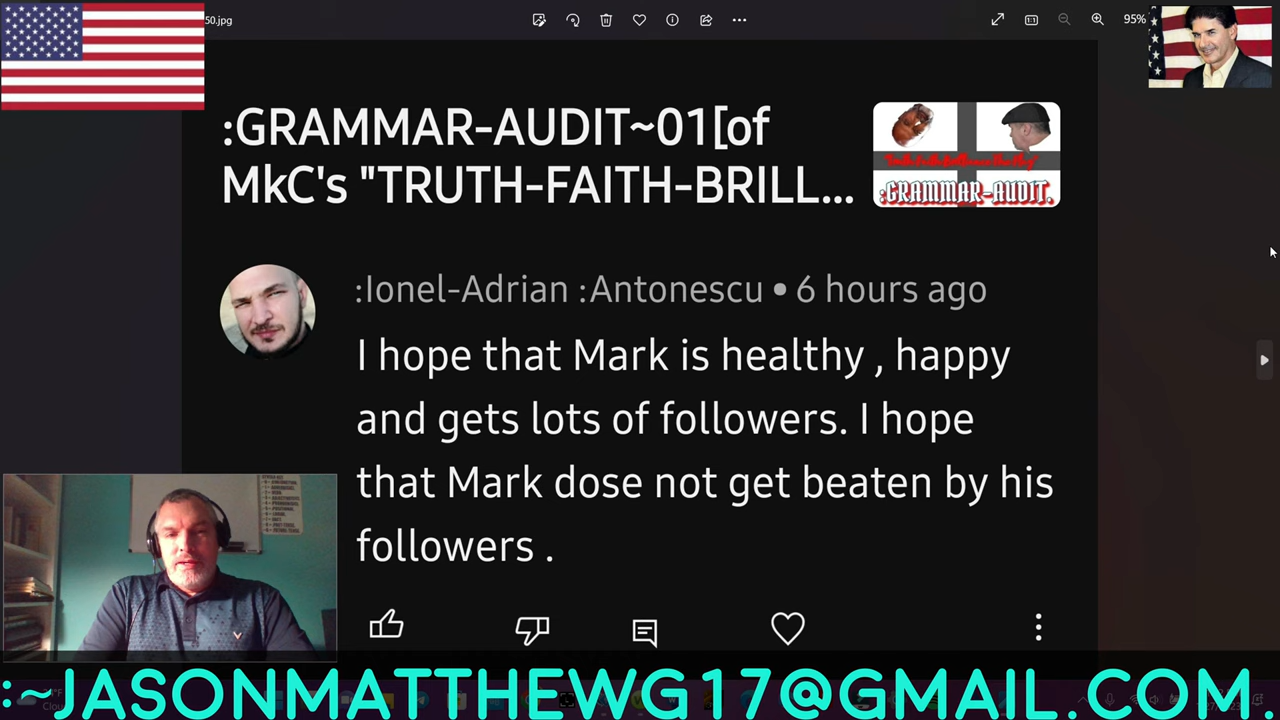 50.jpg
95%
:GRAMMAR-AUDIT~01[of
MkC's "TRUTH-FAITH-BRILL...
:GRAMMAR-AUDIT.
:Ionel-Adrian :Antonescu • 6 hours ago
I hope that Mark is healthy , happy
and gets lots of followers. I hope
that Mark dose not get beaten by his
followers .
:~JASONMATTHEWG17@GMAIL.COM.